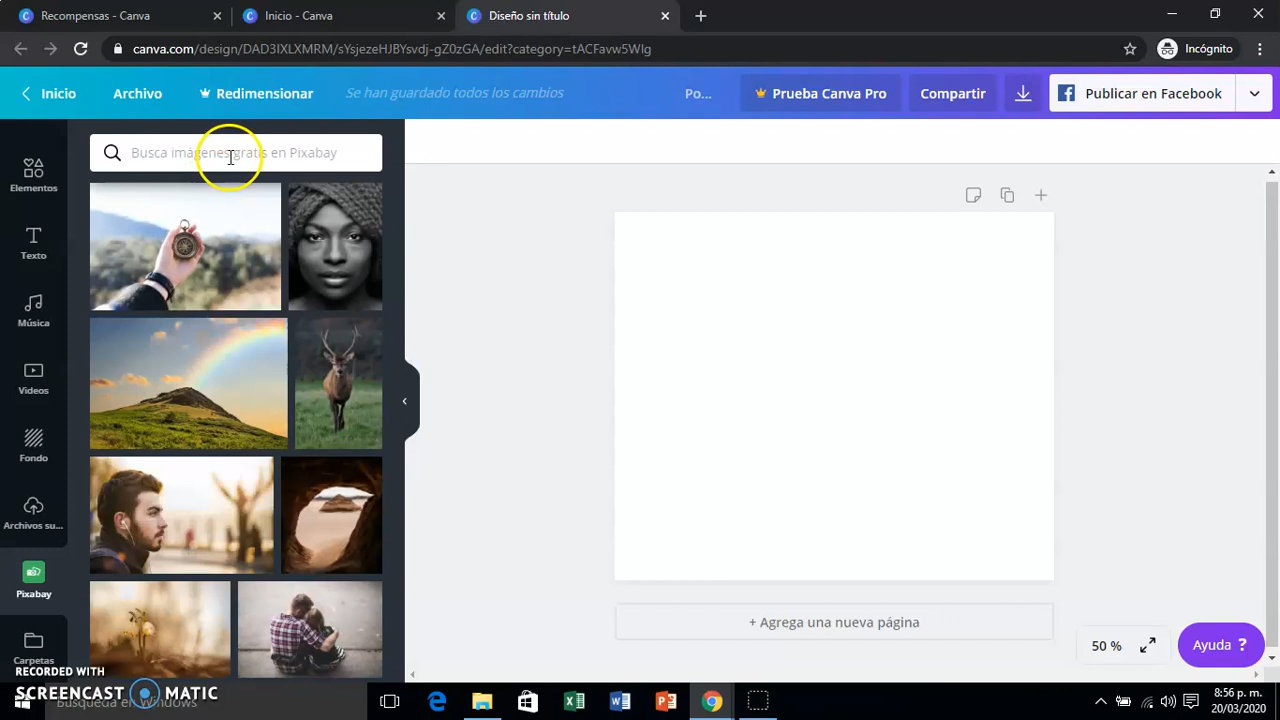 Recompensas - Canva
Inicio - Canva
Diseño sin título
canva.com/design/DAD3IXLXMRM/sYsjezeHJBYsvdj-gZ0zGA/edit?category=tACFavw5WIg
Incógnito
Inicio
Archivo
Redimensionar
Se han guardado todos los cambios
Po...
Prueba Canva Pro
Compartir
Publicar en Facebook
Busca imágenes gratis en Pixabay
Elementos
Texto
Música
Videos
Fondo
Archivos su...
Pixabay
Carpetas
+ Agrega una nueva página
50 %
Ayuda ?
RECORDED WITH
SCREENCAST MATIC
Búsqueda en Windows
8:56 p. m.
20/03/2020